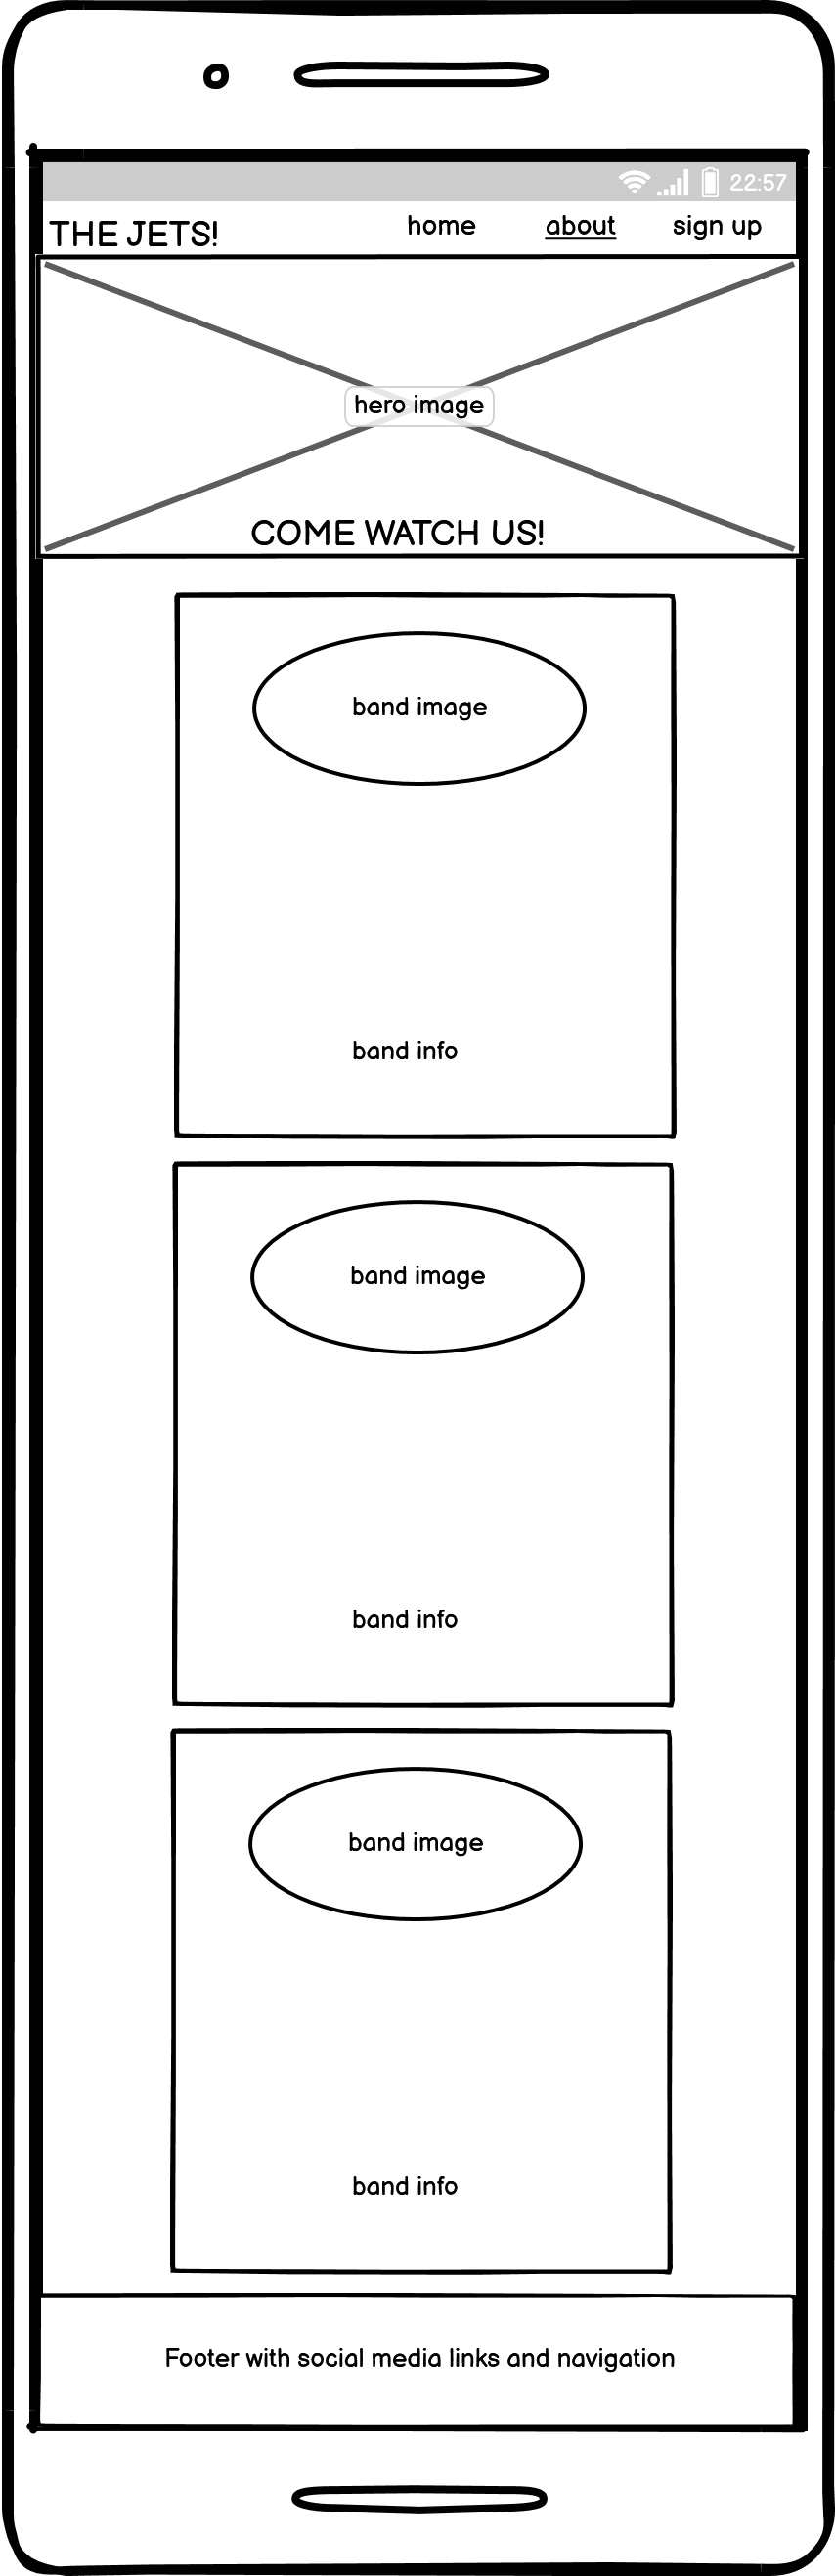 22:57
THE JETS!
home about sign up
hero image
COME WATCH US!
band image
band info
band image
band info
band image
band info
Footer with social media links and navigation